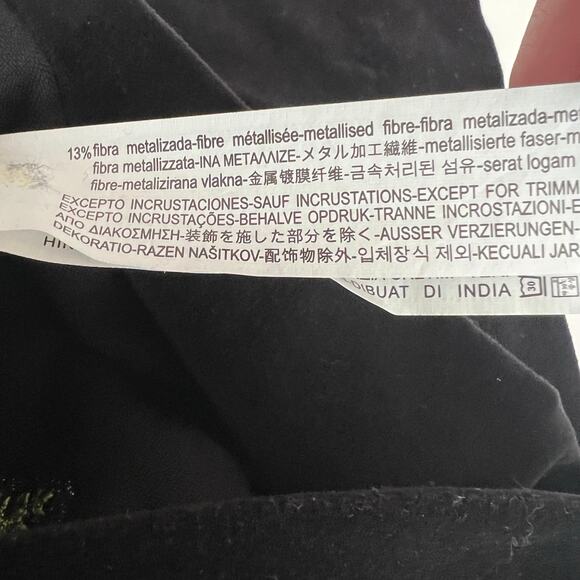 13% fibra metalizada-fibre métallisée-metallised fibre-fibra metalizada-me
fibra metallizzata-ΙΝΑ ΜΕΤΑΛΛΙΖΕ-メタル加工繊維-metallisierte faser-m
fibre-metalizirana vlakna-金属镀膜纤维-금속처리된 섬유-serat logam
EXCEPTO INCRUSTACIONES-SAUF INCRUSTATIONS-EXCEPT FOR TRIMM
EXCEPTO INCRUSTAÇÕES-BEHALVE OPDRUK-TRANNE INCROSTAZIONI-E
ΑΠΟ ΔΙΑΚΟΣΜΗΣΗ-装飾を施した部分を除く-AUSSER VERZIERUNGEN-
DEKORATIO-RAZEN NAŠITKOV-配饰物除外-입체장식 제외-KECUALI JAR
DIBUAT DI INDIA